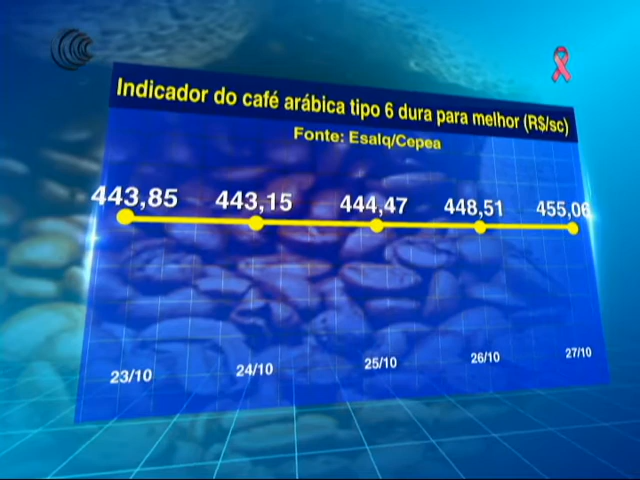 Indicador do café arábica tipo 6 dura para melhor (R$/sc)
Fonte: Esalq/Cepea
443,85 443,15 444,47 448,51 455,06
23/10 24/10 25/10 26/10 27/10